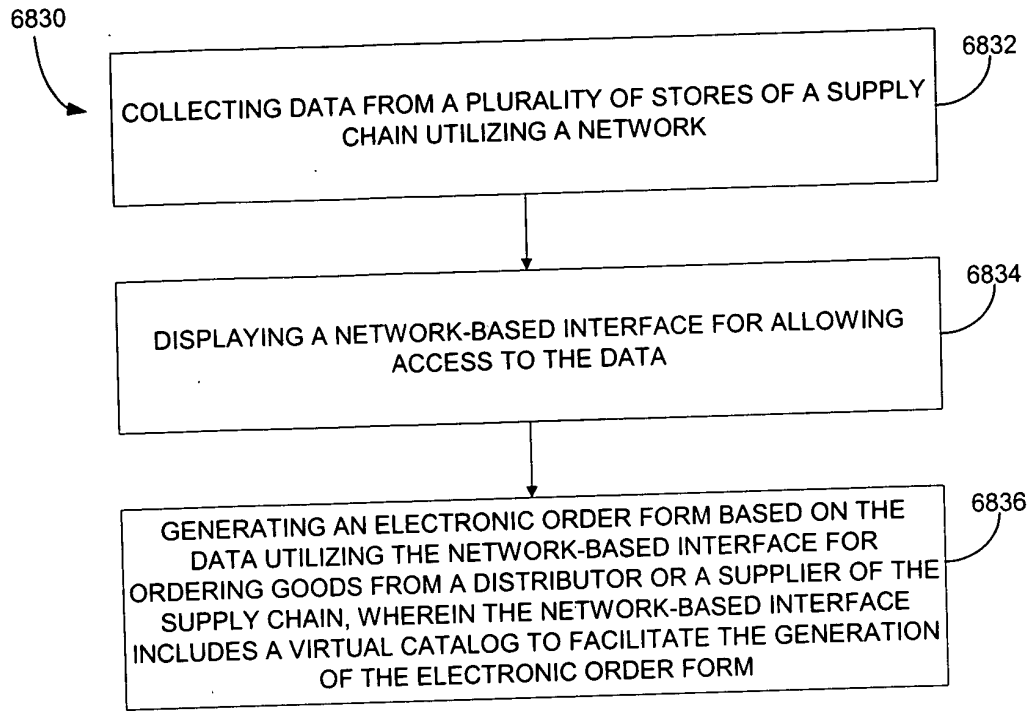 6830
6832
COLLECTING DATA FROM A PLURALITY OF STORES OF A SUPPLY
CHAIN UTILIZING A NETWORK
6834
DISPLAYING A NETWORK-BASED INTERFACE FOR ALLOWING
ACCESS TO THE DATA
6836
GENERATING AN ELECTRONIC ORDER FORM BASED ON THE
DATA UTILIZING THE NETWORK-BASED INTERFACE FOR
ORDERING GOODS FROM A DISTRIBUTOR OR A SUPPLIER OF THE
SUPPLY CHAIN, WHEREIN THE NETWORK-BASED INTERFACE
INCLUDES A VIRTUAL CATALOG TO FACILITATE THE GENERATION
OF THE ELECTRONIC ORDER FORM